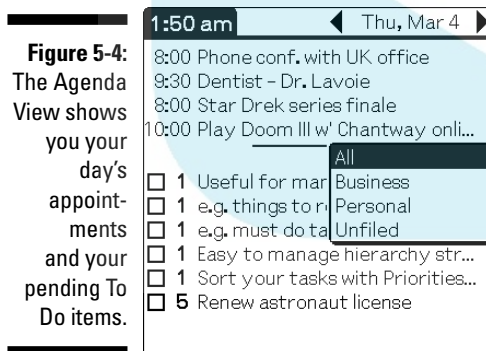 Figure 5-4:
The Agenda
View shows
you your
day's
appoint-
ments
and your
pending To
Do items.
1:50 am Thu, Mar 4
8:00 Phone conf. with UK office
9:30 Dentist - Dr. Lavoie
8:00 Star Drek series finale
10:00 Play Doom III w' Chantway onli...
All
Business
Personal
Unfiled
1 Useful for mar
1 e.g. things to r
1 e.g. must do ta
1 Easy to manage hierarchy str...
1 Sort your tasks with Priorities...
5 Renew astronaut license